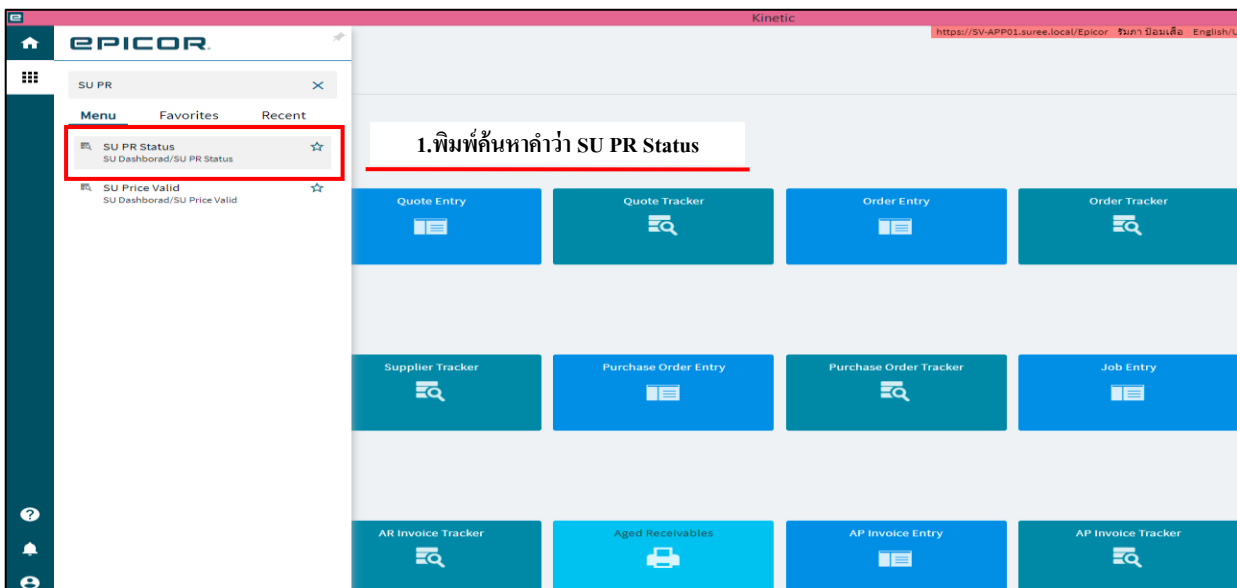 Kinetic
https://SV-APP01.suree.local/Epicor รัมภา ป้อมเสือ English/U
EPICOR
SU PR
Menu Favorites Recent
SU PR Status
SU Dashborad/SU PR Status
SU Price Valid
SU Dashborad/SU Price Valid
1.พิมพ์ค้นหาคำว่า SU PR Status
Quote Entry Quote Tracker Order Entry Order Tracker
Supplier Tracker Purchase Order Entry Purchase Order Tracker Job Entry
AR Invoice Tracker Aged Receivables AP Invoice Entry AP Invoice Tracker